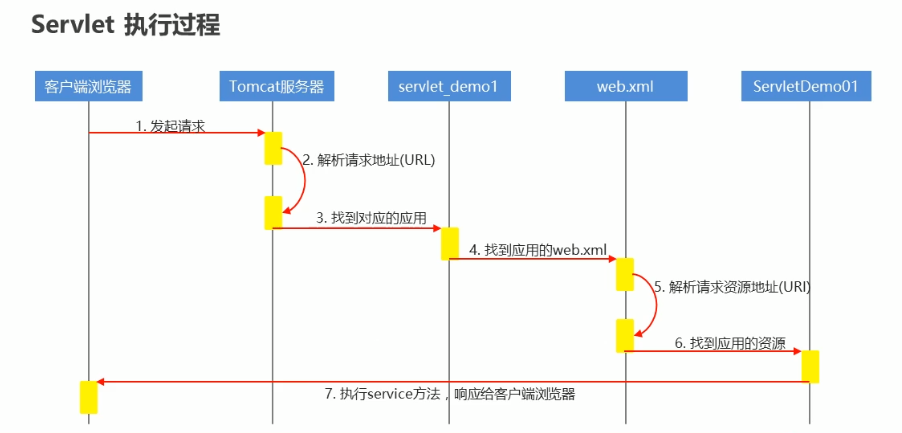 Servlet 执行过程
客户端浏览器
Tomcat服务器
servlet_demo1
web.xml
ServletDemo01
1. 发起请求
2. 解析请求地址(URL)
3. 找到对应的应用
4. 找到应用的web.xml
5. 解析请求资源地址(URI)
6. 找到应用的资源
7. 执行service方法，响应给客户端浏览器